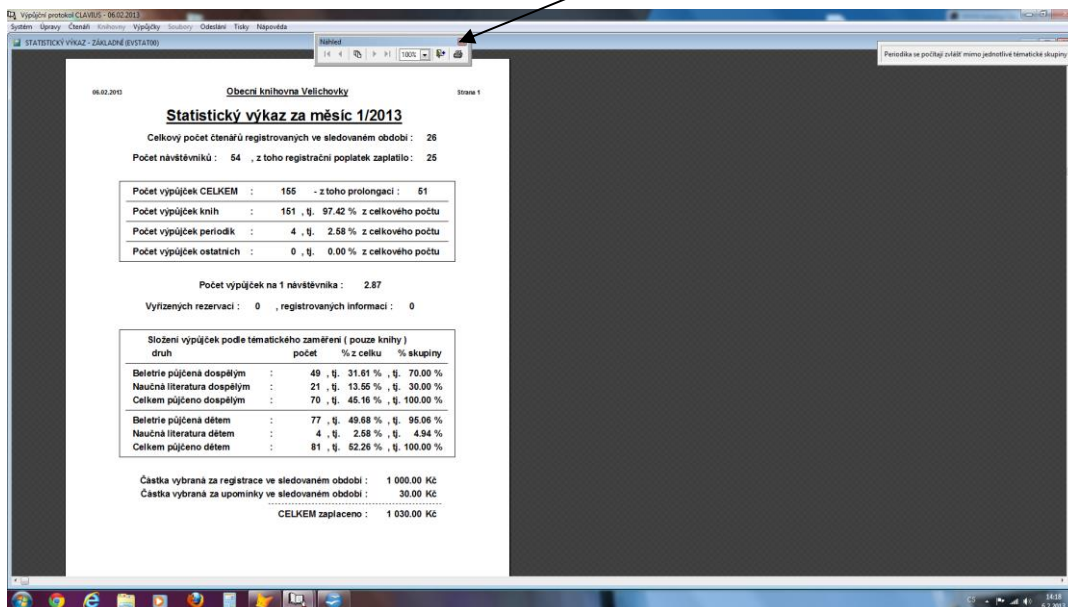 Výpůjční protokol CLAVIUS - 06.02.2013
Systém Úpravy Čtenáři Knihovny Výpůjčky Soubory Odeslání Tisky Nápověda
STATISTICKÝ VÝKAZ - ZÁKLADNÍ (EVSTAT00)
Náhled
100%
Periodika se počítají zvlášť mimo jednotlivé tématické skupiny
06.02.2013 Obecní knihovna Velichovky Strana 1
Statistický výkaz za měsíc 1/2013
Celkový počet čtenářů registrovaných ve sledovaném období : 26
Počet návštěvníků : 54 , z toho registrační poplatek zaplatilo : 25
Počet výpůjček CELKEM : 155 - z toho prolongací : 51
Počet výpůjček knih : 151 , tj. 97.42 % z celkového počtu
Počet výpůjček periodik : 4 , tj. 2.58 % z celkového počtu
Počet výpůjček ostatních : 0 , tj. 0.00 % z celkového počtu
Počet výpůjček na 1 návštěvníka : 2.87
Vyřízených rezervací : 0 , registrovaných informací : 0
Složení výpůjček podle tématického zaměření ( pouze knihy )
druh počet % z celku % skupiny
Beletrie půjčená dospělým : 49 , tj. 31.61 % , tj. 70.00 %
Naučná literatura dospělým : 21 , tj. 13.55 % , tj. 30.00 %
Celkem půjčeno dospělým : 70 , tj. 45.16 % , tj. 100.00 %
Beletrie půjčená dětem : 77 , tj. 49.68 % , tj. 95.06 %
Naučná literatura dětem : 4 , tj. 2.58 % , tj. 4.94 %
Celkem půjčeno dětem : 81 , tj. 52.26 % , tj. 100.00 %
Částka vybraná za registrace ve sledovaném období : 1 000.00 Kč
Částka vybraná za upomínky ve sledovaném období : 30.00 Kč
CELKEM zaplaceno : 1 030.00 Kč
CS 14:18
6.2.2013